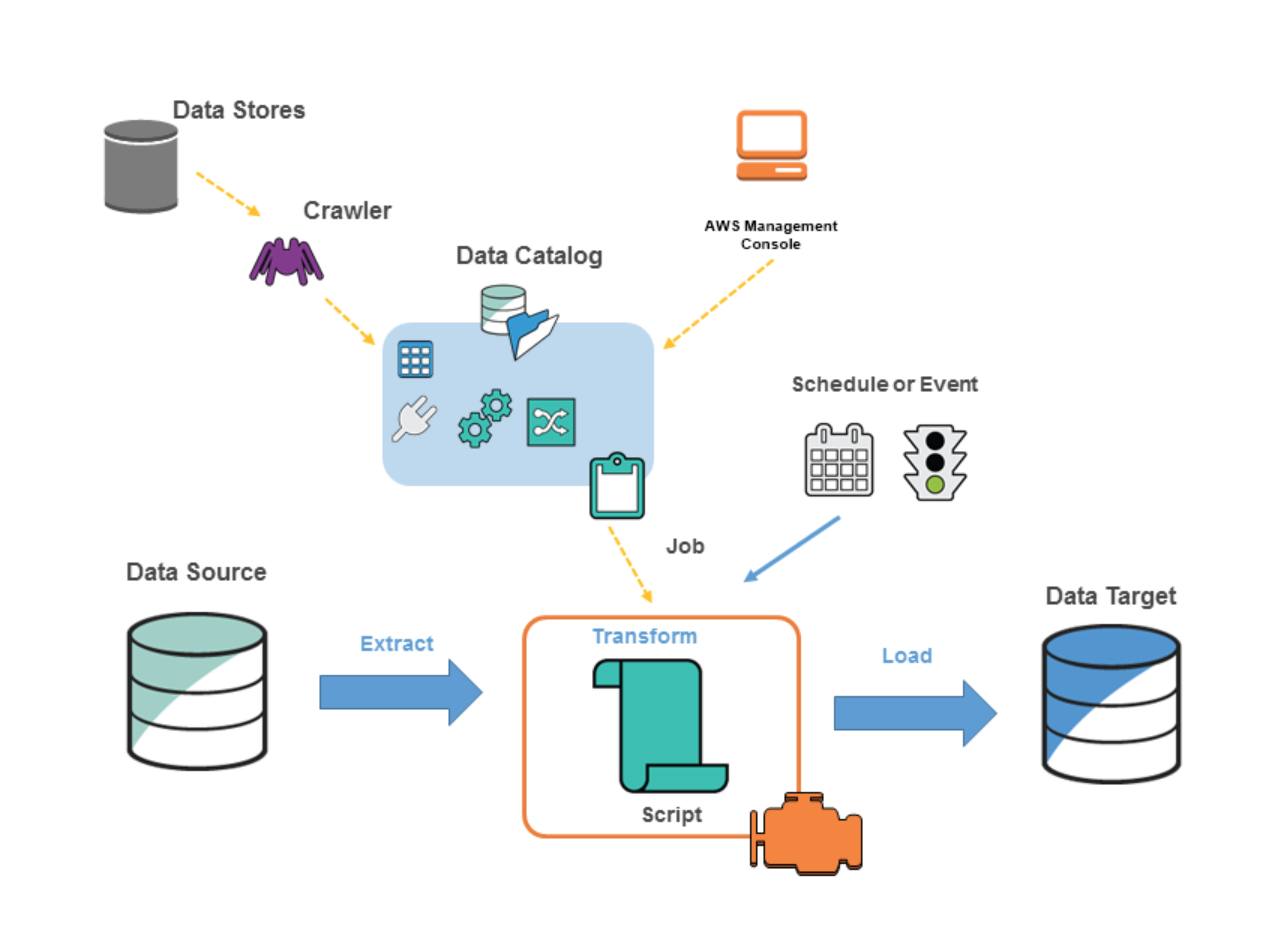 Data Stores
Crawler
Data Catalog
AWS Management
Console
Schedule or Event
Job
Data Source
Extract
Transform
Script
Load
Data Target